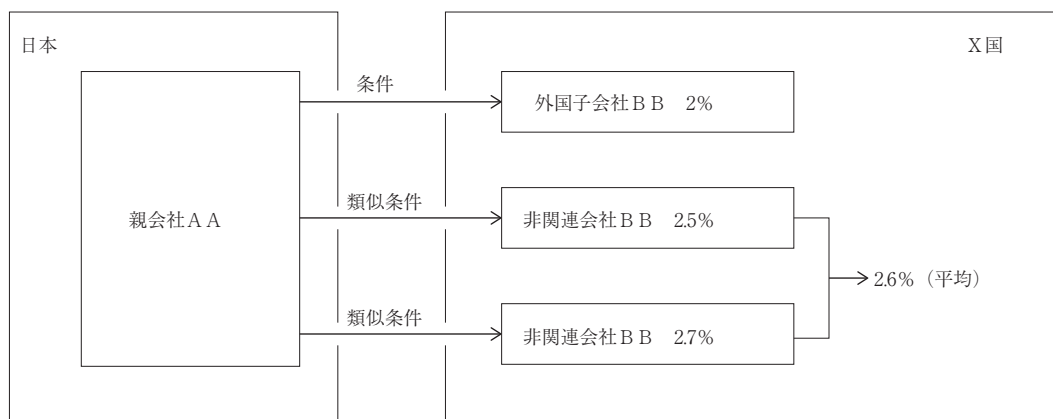 日本
X国
条件
外国子会社BB 2%
類似条件
親会社AA
非関連会社BB 2.5%
2.6%(平均)
類似条件
非関連会社BB 2.7%